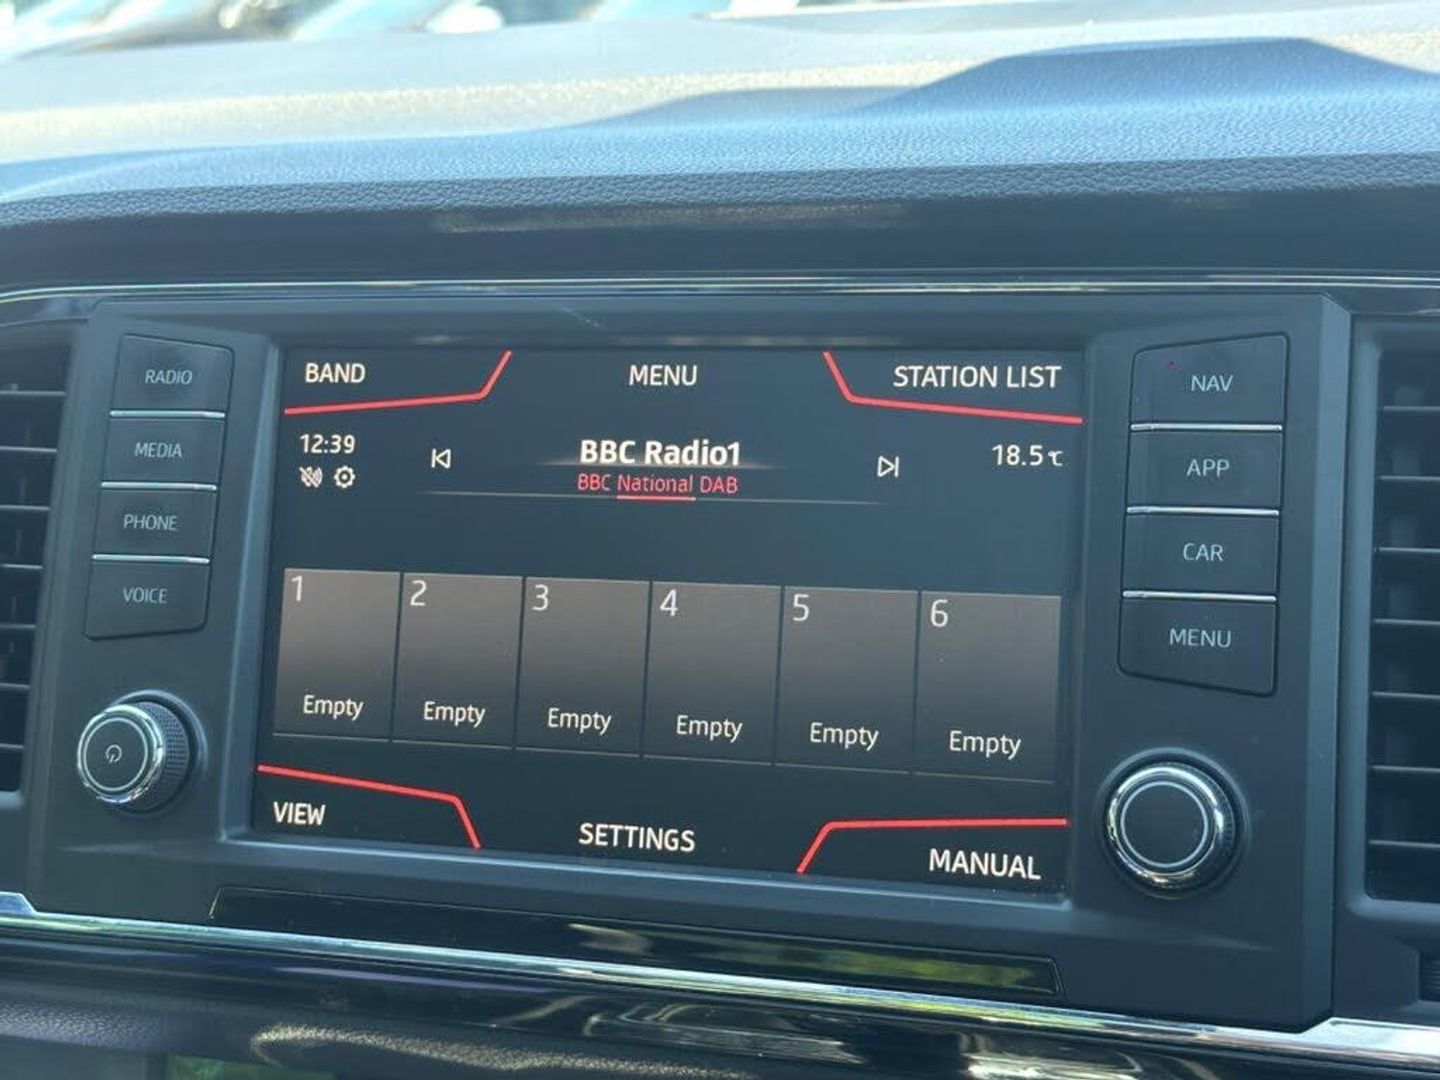 RADIO
MEDIA
PHONE
VOICE
BAND
MENU
STATION LIST
12:39
BBC Radio1
BBC National DAB
18.5°C
1
2
3
4
5
6
Empty
Empty
Empty
Empty
Empty
Empty
VIEW
SETTINGS
MANUAL
NAV
APP
CAR
MENU